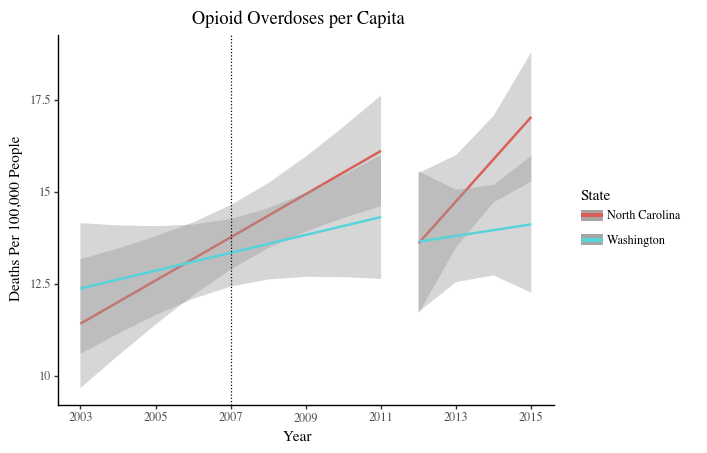 Opioid Overdoses per Capita
Deaths Per 100,000 People
17.5
15
12.5
10
2003 2005 2007 2009 2011 2013 2015
Year
State
North Carolina
Washington